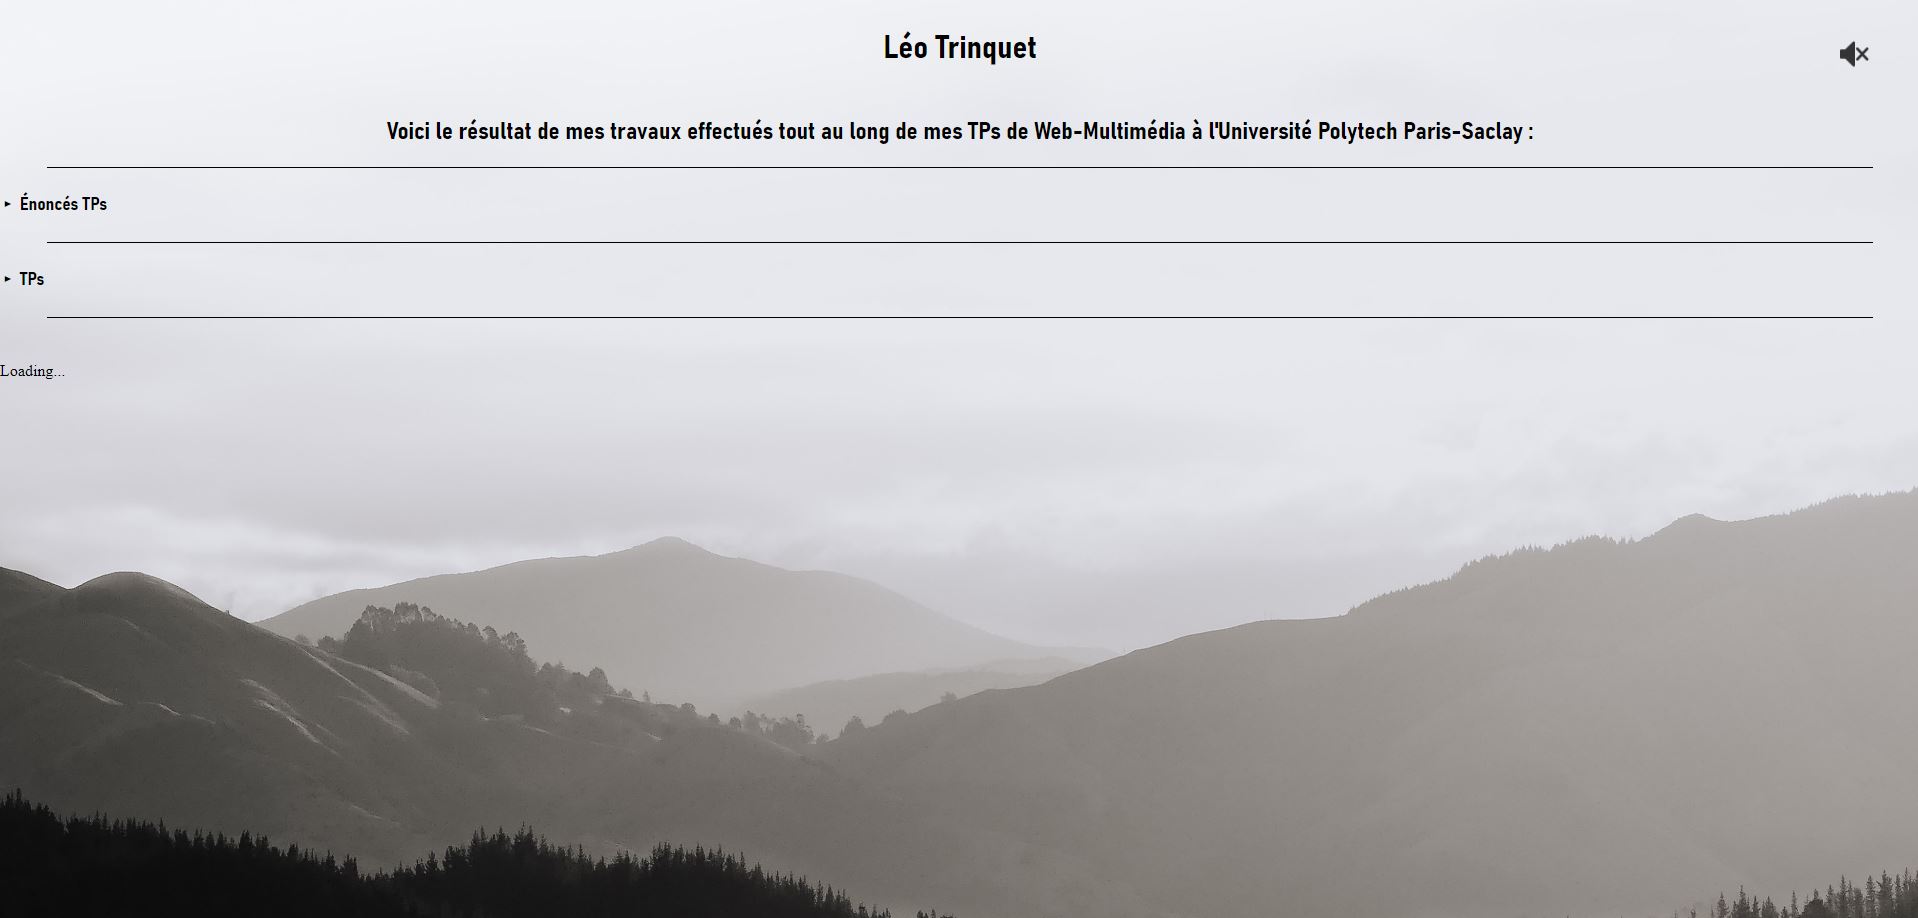 Léo Trinquet
Voici le résultat de mes travaux effectués tout au long de mes TPs de Web-Multimédia à l'Université Polytech Paris-Saclay :
Énoncés TPs
TPs
Loading...